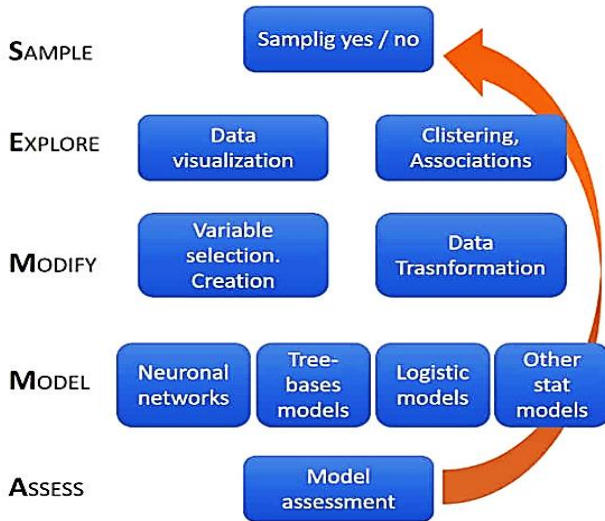 SAMPLE
Samplig yes / no
EXPLORE
Data
visualization
Clistering,
Associations
MODIFY
Variable
selection.
Creation
Data
Trasnformation
MODEL
Neuronal
networks
Tree-
bases
models
Logistic
models
Other
stat
models
ASSESS
Model
assessment